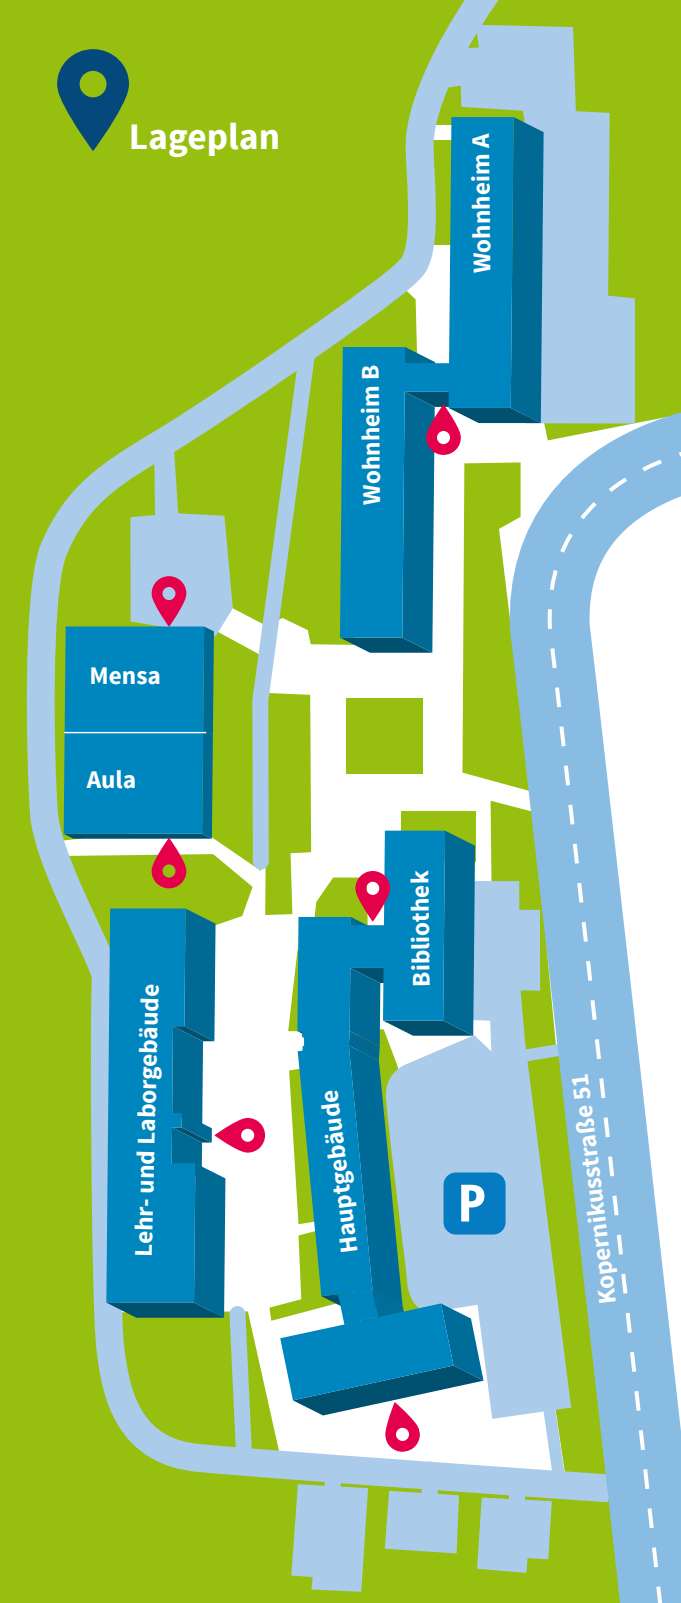 Lageplan
Wohnheim A
Wohnheim B
Mensa
Aula
Bibliothek
Lehr- und Laborgebäude
Hauptgebäude
P
Kopernikusstraße 51